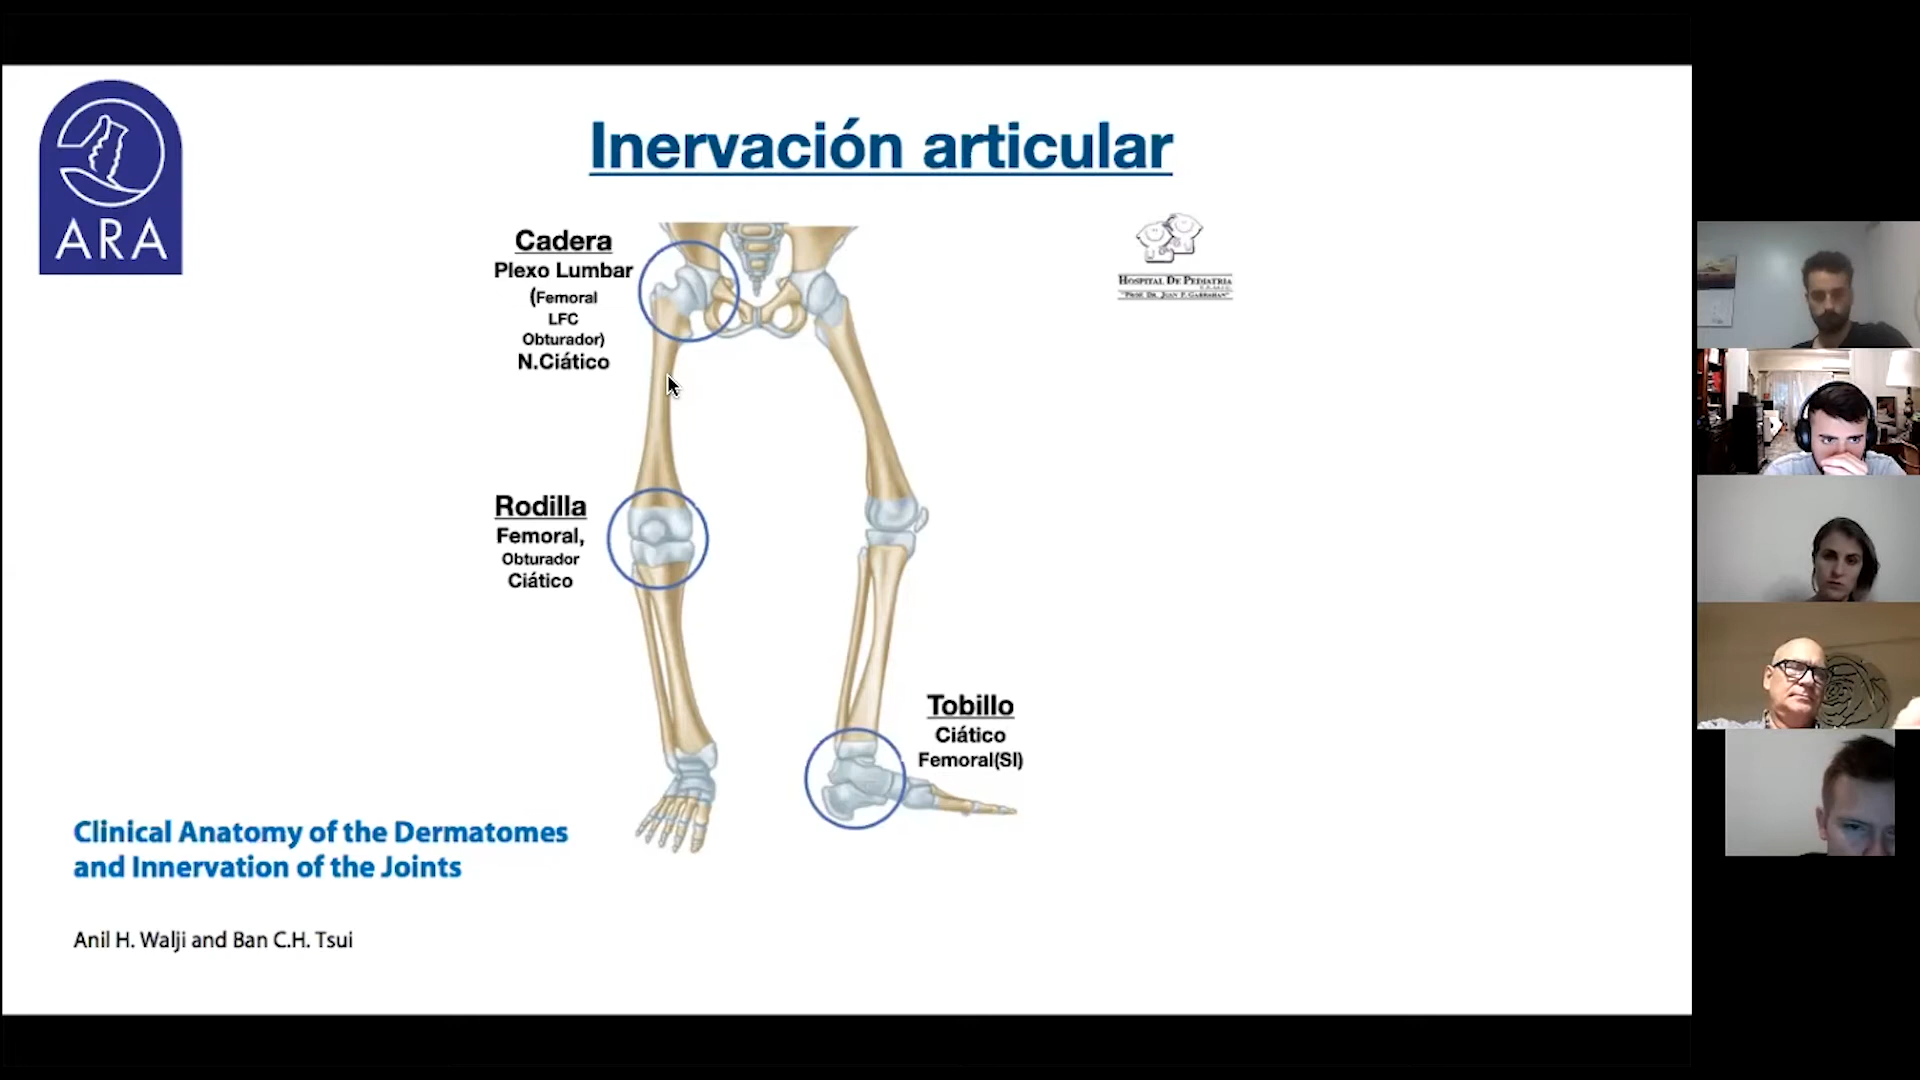 Inervación articular
ARA
Cadera
Plexo Lumbar
(Femoral
LFC
Obturador)
N.Ciático
HOSPITAL DE PEDIATRIA
"PROF. DR. JUAN P. GARRAHAN"
Rodilla
Femoral,
Obturador
Ciático
Tobillo
Ciático
Femoral(SI)
Clinical Anatomy of the Dermatomes
and Innervation of the Joints
Anil H. Walji and Ban C.H. Tsui